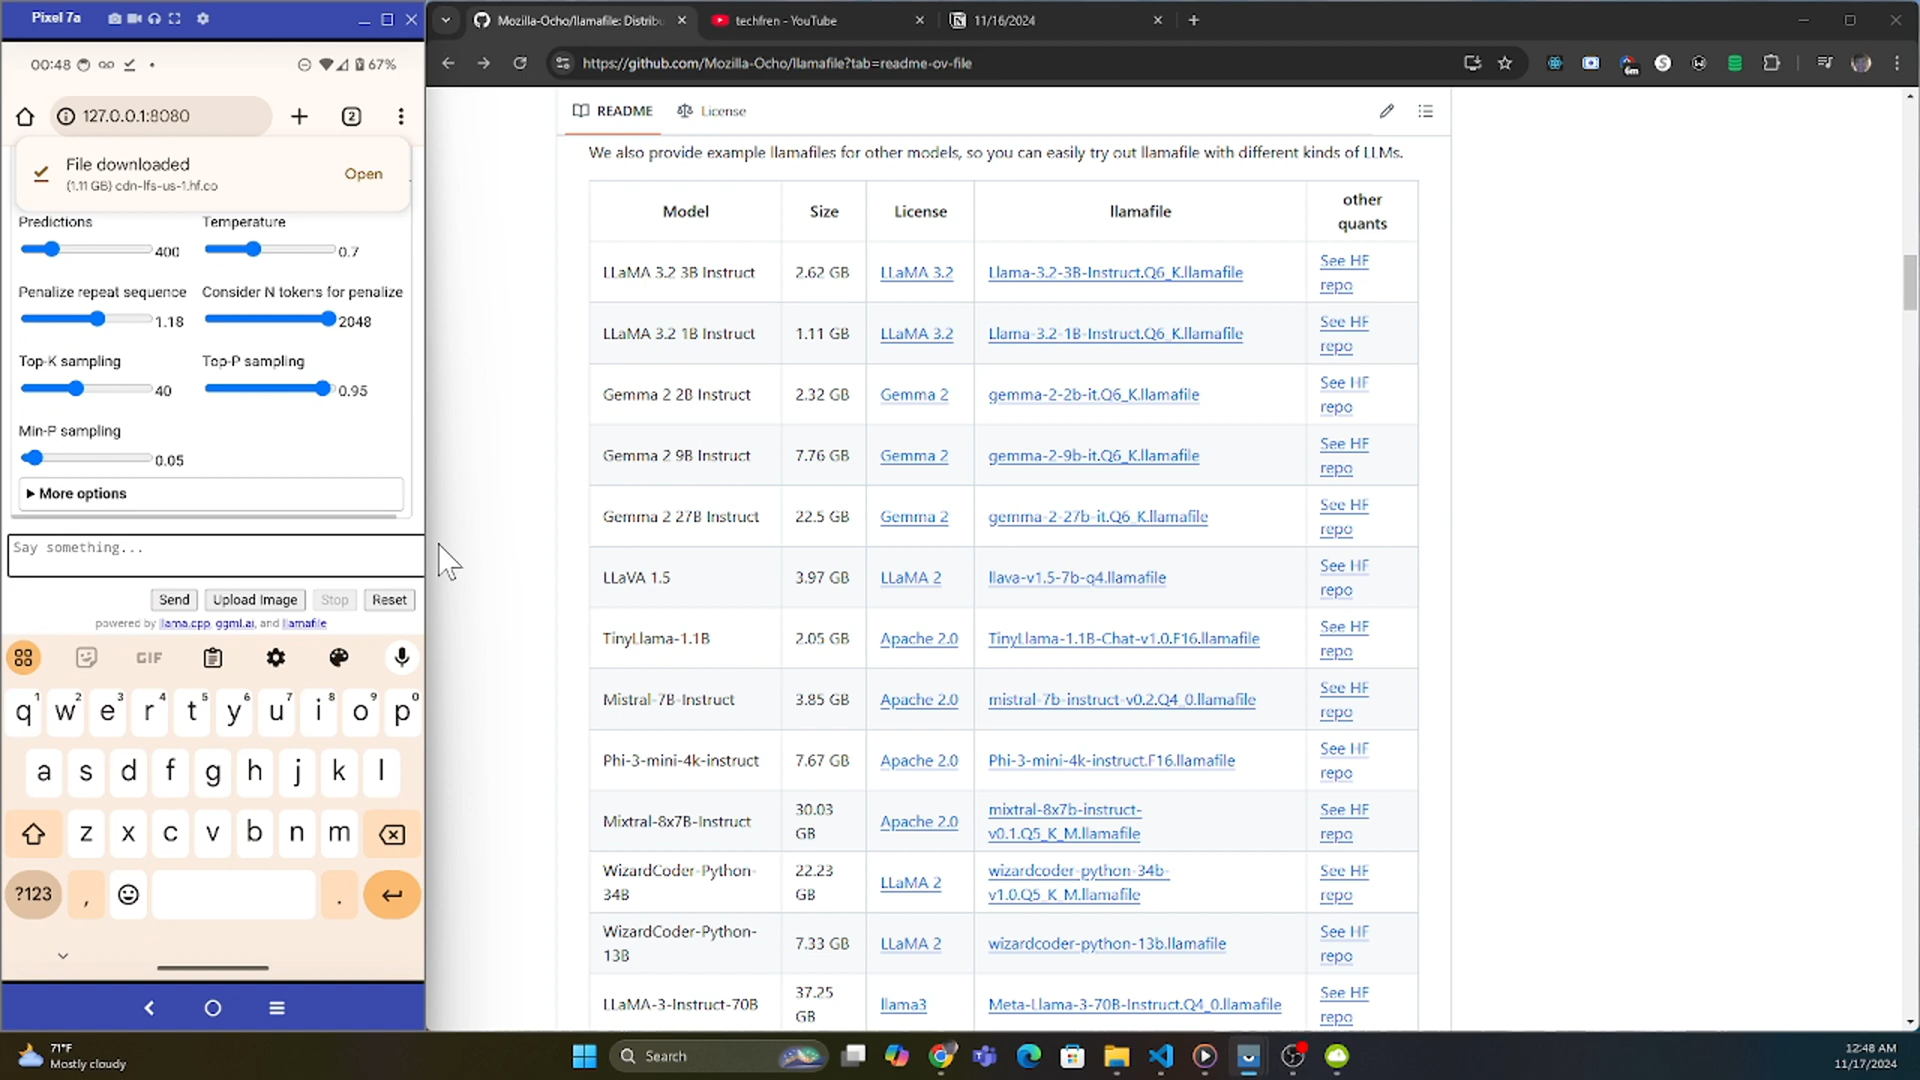 Pixel 7a
00:48
67%
127.0.0.1:8080
2
File downloaded
(1.11 GB) cdn-lfs-us-1.hf.co
Open
Predictions
Temperature
400
0.7
Penalize repeat sequence
Consider N tokens for penalize
1.18
2048
Top-K sampling
Top-P sampling
40
0.95
Min-P sampling
0.05
More options
Say something...
Send
Upload Image
Stop
Reset
powered by llama.cpp, ggml.ai, and llamafile
GIF
q1 w2 e3 r4 t5 y6 u7 i8 o9 p0
a s d f g h j k l
z x c v b n m
?123 , .
Mozilla-Ocho/llamafile: Distribu
techfren - YouTube
11/16/2024
https://github.com/Mozilla-Ocho/llamafile?tab=readme-ov-file
6m
README
License
We also provide example llamafiles for other models, so you can easily try out llamafile with different kinds of LLMs.
Model Size License llamafile other quants
LLaMA 3.2 3B Instruct 2.62 GB LLaMA 3.2 Llama-3.2-3B-Instruct.Q6_K.llamafile See HF repo
LLaMA 3.2 1B Instruct 1.11 GB LLaMA 3.2 Llama-3.2-1B-Instruct.Q6_K.llamafile See HF repo
Gemma 2 2B Instruct 2.32 GB Gemma 2 gemma-2-2b-it.Q6_K.llamafile See HF repo
Gemma 2 9B Instruct 7.76 GB Gemma 2 gemma-2-9b-it.Q6_K.llamafile See HF repo
Gemma 2 27B Instruct 22.5 GB Gemma 2 gemma-2-27b-it.Q6_K.llamafile See HF repo
LLaVA 1.5 3.97 GB LLaMA 2 llava-v1.5-7b-q4.llamafile See HF repo
TinyLlama-1.1B 2.05 GB Apache 2.0 TinyLlama-1.1B-Chat-v1.0.F16.llamafile See HF repo
Mistral-7B-Instruct 3.85 GB Apache 2.0 mistral-7b-instruct-v0.2.Q4_0.llamafile See HF repo
Phi-3-mini-4k-instruct 7.67 GB Apache 2.0 Phi-3-mini-4k-instruct.F16.llamafile See HF repo
Mixtral-8x7B-Instruct 30.03 GB Apache 2.0 mixtral-8x7b-instruct-v0.1.Q5_K_M.llamafile See HF repo
WizardCoder-Python-34B 22.23 GB LLaMA 2 wizardcoder-python-34b-v1.0.Q5_K_M.llamafile See HF repo
WizardCoder-Python-13B 7.33 GB LLaMA 2 wizardcoder-python-13b.llamafile See HF repo
LLaMA-3-Instruct-70B 37.25 GB llama3 Meta-Llama-3-70B-Instruct.Q4_0.llamafile See HF repo
71°F
Mostly cloudy
Search
12:48 AM
11/17/2024